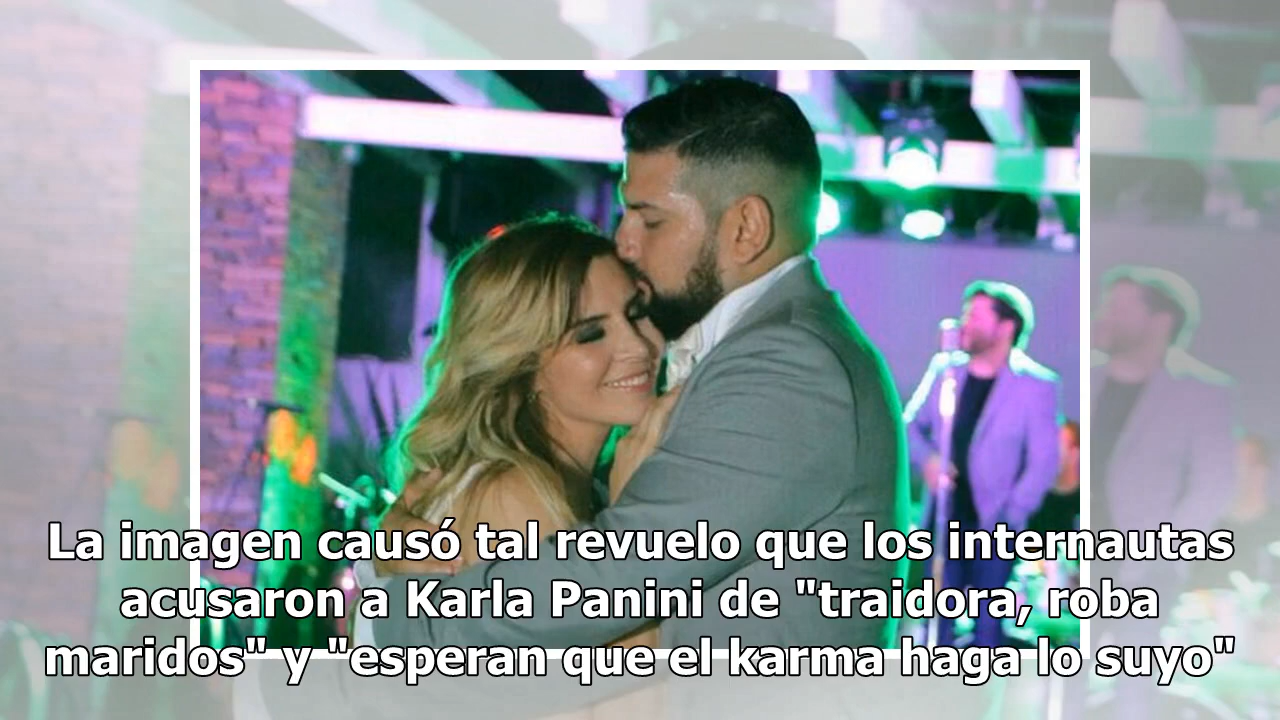 La imagen causó tal revuelo que los internautas
acusaron a Karla Panini de "traidora, roba
maridos" y "esperan que el karma haga lo suyo"